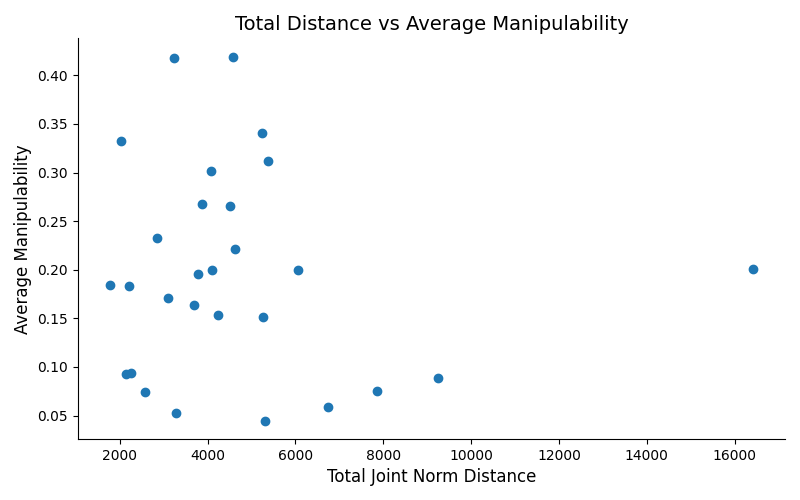 Total Distance vs Average Manipulability
Average Manipulability
0.40
0.35
0.30
0.25
0.20
0.15
0.10
0.05
2000 4000 6000 8000 10000 12000 14000 16000
Total Joint Norm Distance